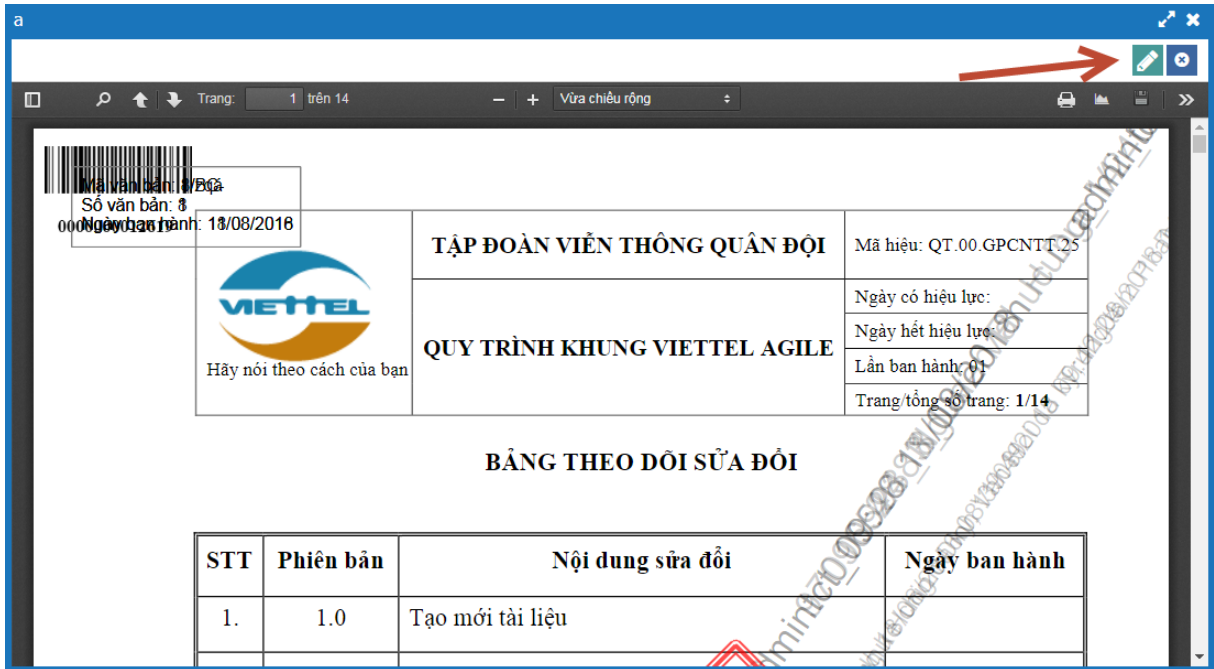 a
Trang: 1 trên 14
Vừa chiều rộng
Mã văn bản:
Số văn bản: 8
Ngày ban hành: /08/2018
TẬP ĐOÀN VIỄN THÔNG QUÂN ĐỘI
Mã hiệu: QT.00.GPCNTT.25
VIETTEL
Hãy nói theo cách của bạn
QUY TRÌNH KHUNG VIETTEL AGILE
Ngày có hiệu lực:
Ngày hết hiệu lực:
Lần ban hành: 01
Trang/tổng số trang: 1/14
BẢNG THEO DÕI SỬA ĐỔI
STT Phiên bản Nội dung sửa đổi Ngày ban hành
1. 1.0 Tạo mới tài liệu